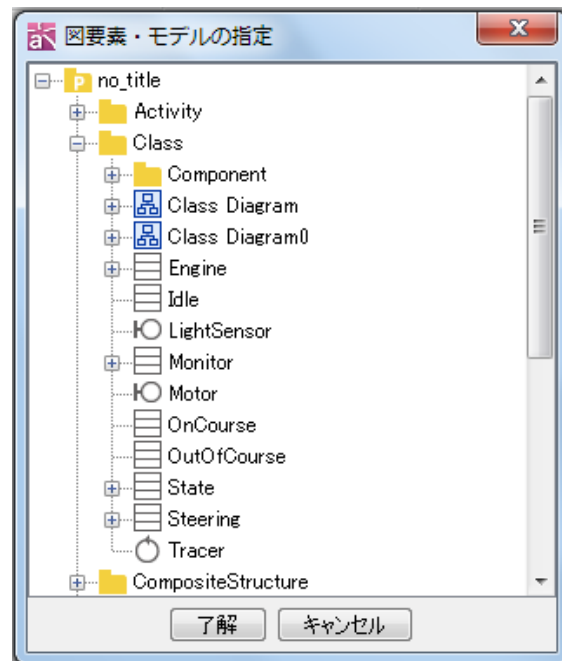 図要素・モデルの指定
no_title
Activity
Class
Component
Class Diagram
Class Diagram0
Engine
Idle
LightSensor
Monitor
Motor
OnCourse
OutOfCourse
State
Steering
Tracer
CompositeStructure
了解 キャンセル